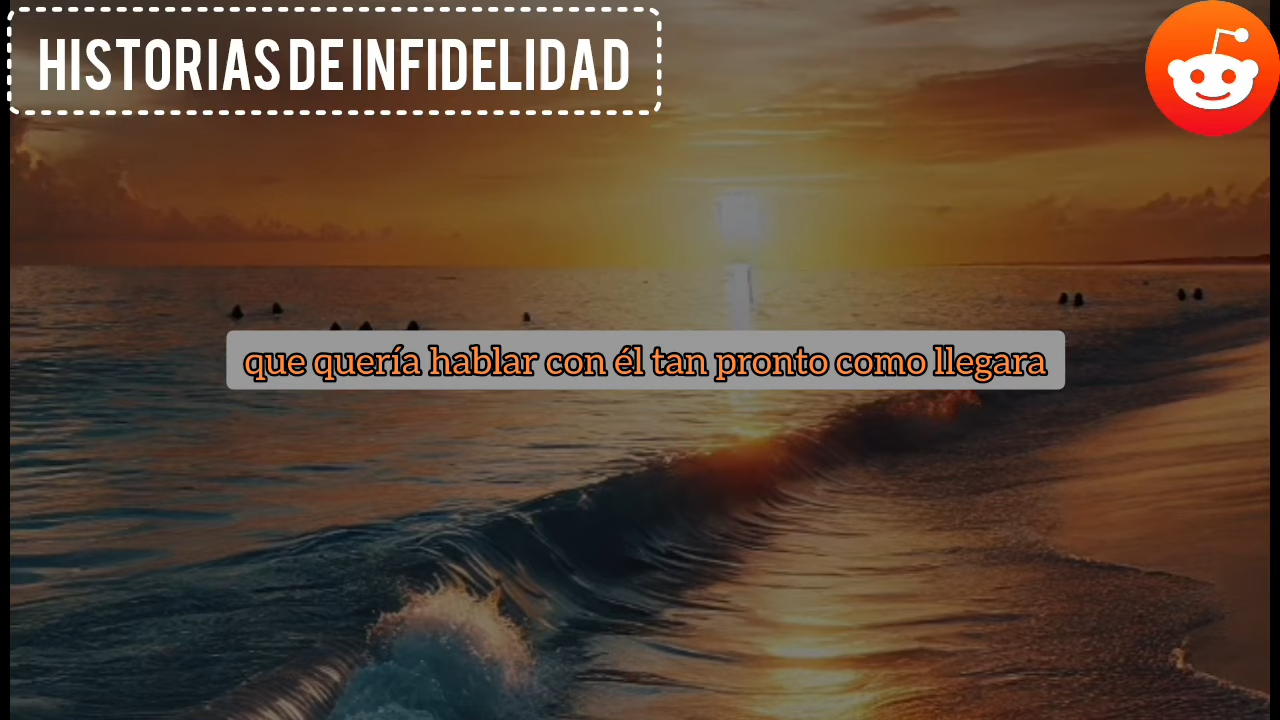 HISTORIAS DE INFIDELIDAD
que quería hablar con él tan pronto como llegara